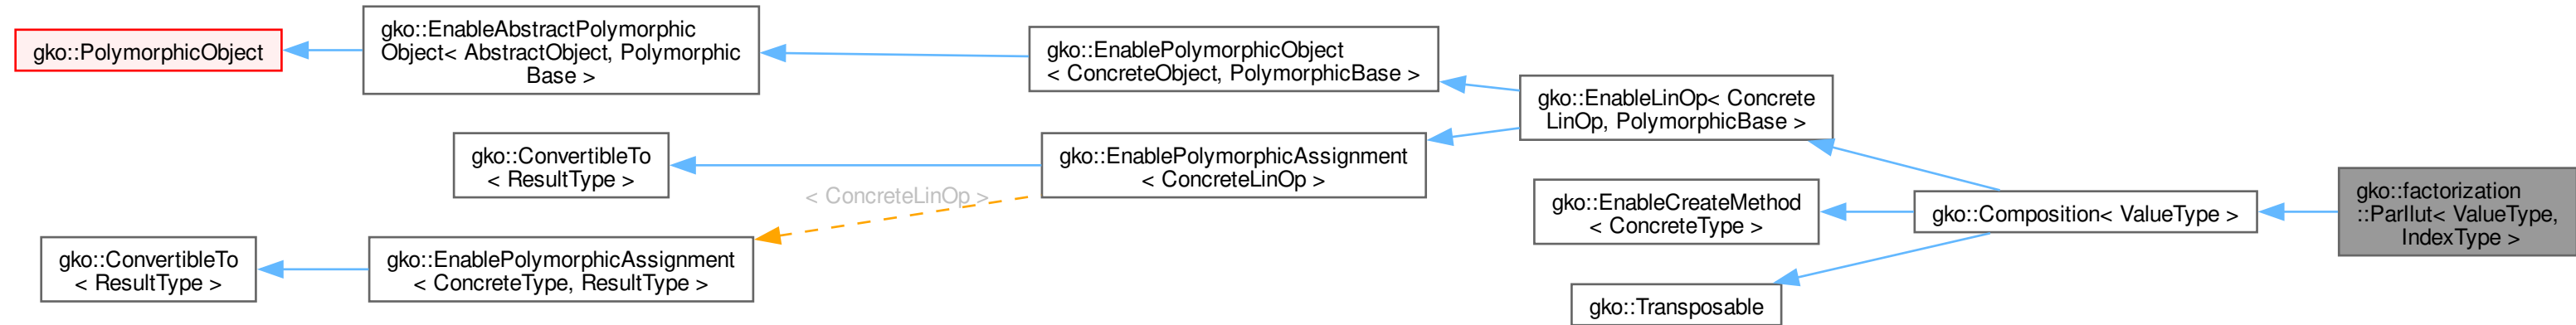 gko::PolymorphicObject
gko::EnableAbstractPolymorphic
Object< AbstractObject, Polymorphic
Base >
gko::EnablePolymorphicObject
< ConcreteObject, PolymorphicBase >
gko::EnableLinOp< Concrete
LinOp, PolymorphicBase >
gko::ConvertibleTo
< ResultType >
gko::EnablePolymorphicAssignment
< ConcreteLinOp >
< ConcreteLinOp >
gko::EnableCreateMethod
< ConcreteType >
gko::Composition< ValueType >
gko::factorization
::ParIlut< ValueType,
IndexType >
gko::ConvertibleTo
< ResultType >
gko::EnablePolymorphicAssignment
< ConcreteType, ResultType >
gko::Transposable